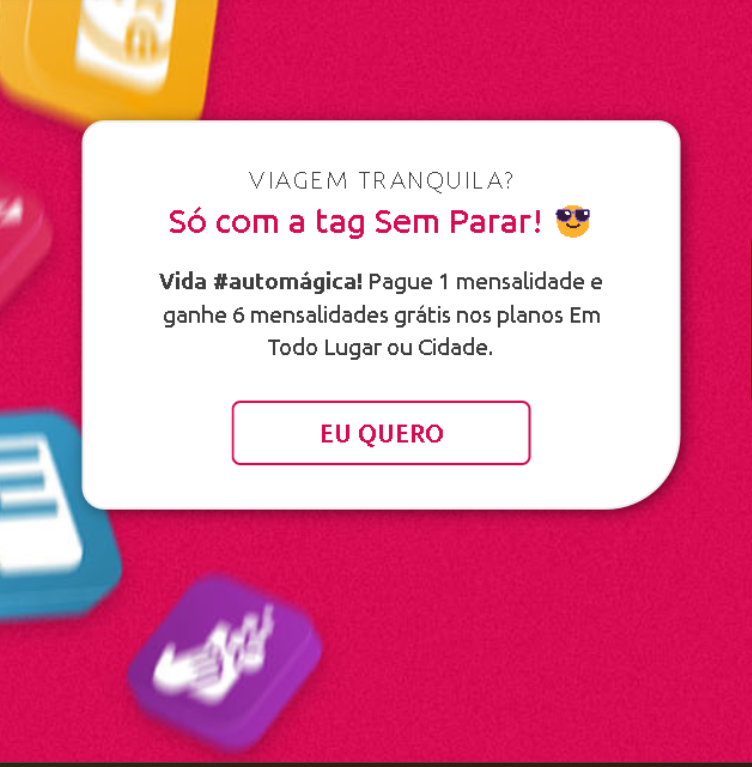 VIAGEM TRANQUILA?
Só com a tag Sem Parar! 😎
Vida #automágica! Pague 1 mensalidade e
ganhe 6 mensalidades grátis nos planos Em
Todo Lugar ou Cidade.
EU QUERO